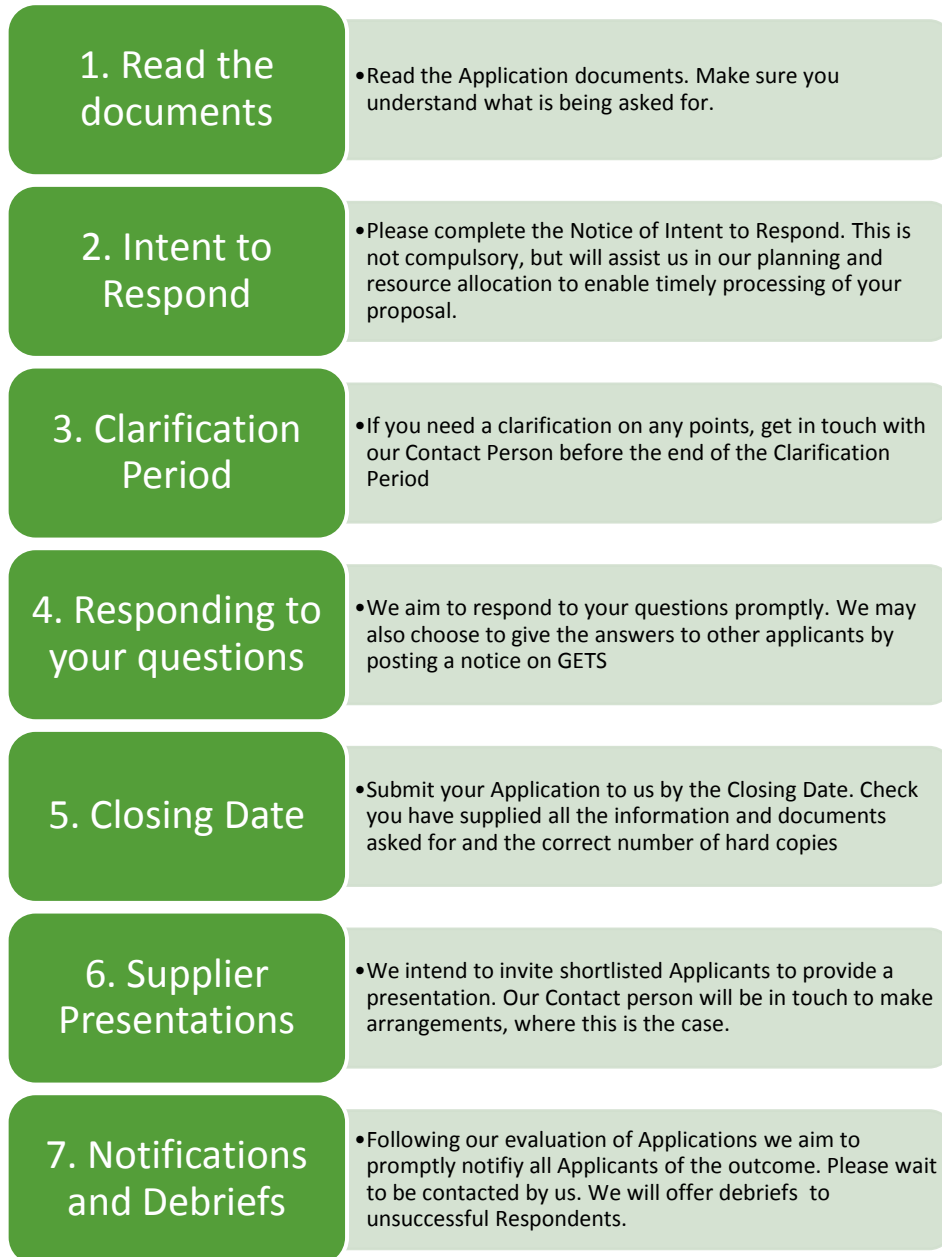 1. Read the
documents
•Read the Application documents. Make sure you
understand what is being asked for.
2. Intent to
Respond
•Please complete the Notice of Intent to Respond. This is
not compulsory, but will assist us in our planning and
resource allocation to enable timely processing of your
proposal.
3. Clarification
Period
•If you need a clarification on any points, get in touch with
our Contact Person before the end of the Clarification
Period
4. Responding to
your questions
•We aim to respond to your questions promptly. We may
also choose to give the answers to other applicants by
posting a notice on GETS
5. Closing Date
•Submit your Application to us by the Closing Date. Check
you have supplied all the information and documents
asked for and the correct number of hard copies
6. Supplier
Presentations
•We intend to invite shortlisted Applicants to provide a
presentation. Our Contact person will be in touch to make
arrangements, where this is the case.
7. Notifications
and Debriefs
•Following our evaluation of Applications we aim to
promptly notifiy all Applicants of the outcome. Please wait
to be contacted by us. We will offer debriefs  to
unsuccessful Respondents.